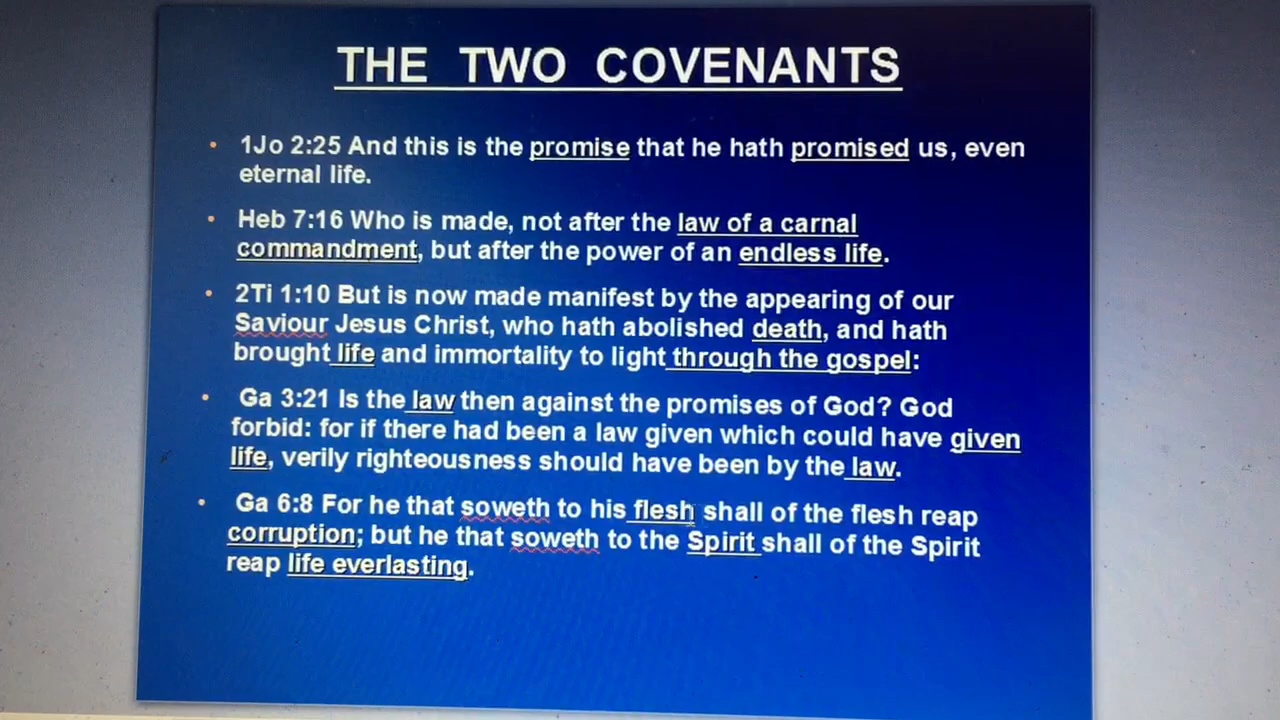 THE TWO COVENANTS
• 1Jo 2:25 And this is the promise that he hath promised us, even
eternal life.
• Heb 7:16 Who is made, not after the law of a carnal
commandment, but after the power of an endless life.
• 2Ti 1:10 But is now made manifest by the appearing of our
Saviour Jesus Christ, who hath abolished death, and hath
brought life and immortality to light through the gospel:
• Ga 3:21 Is the law then against the promises of God? God
forbid: for if there had been a law given which could have given
life, verily righteousness should have been by the law.
• Ga 6:8 For he that soweth to his flesh shall of the flesh reap
corruption; but he that soweth to the Spirit shall of the Spirit
reap life everlasting.